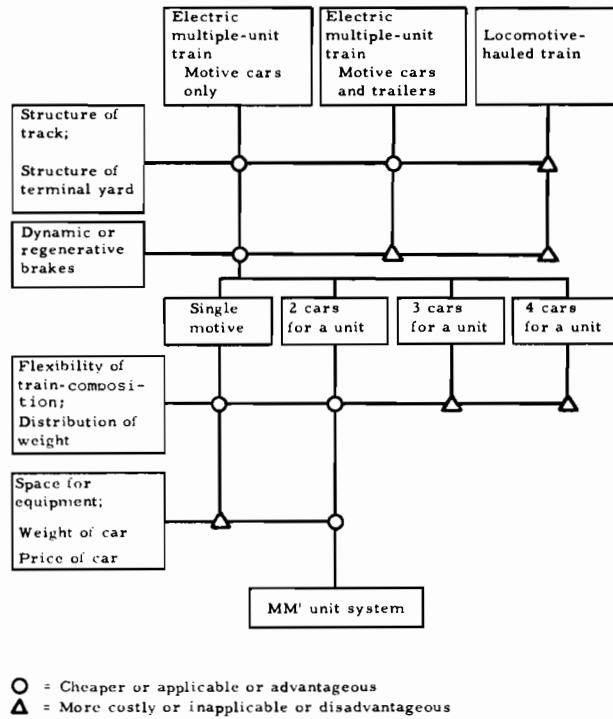 Electric
multiple-unit
train
Motive cars
only
Electric
multiple-unit
train
Motive cars
and trailers
Locomotive-
hauled train
Structure of
track;
Structure of
terminal yard
Dynamic or
regenerative
brakes
Single
motive
2 cars
for a unit
3 cars
for a unit
4 cars
for a unit
Flexibility of
train-composi-
tion;
Distribution of
weight
Space for
equipment;
Weight of car
Price of car
MM' unit system
= Cheaper or applicable or advantageous
= More costly or inapplicable or disadvantageous